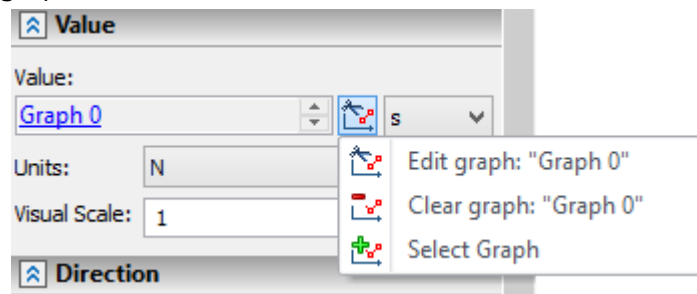 Value
Value:
Graph 0 s
Units: N
Edit graph: "Graph 0"
Visual Scale: 1
Clear graph: "Graph 0"
Select Graph
Direction